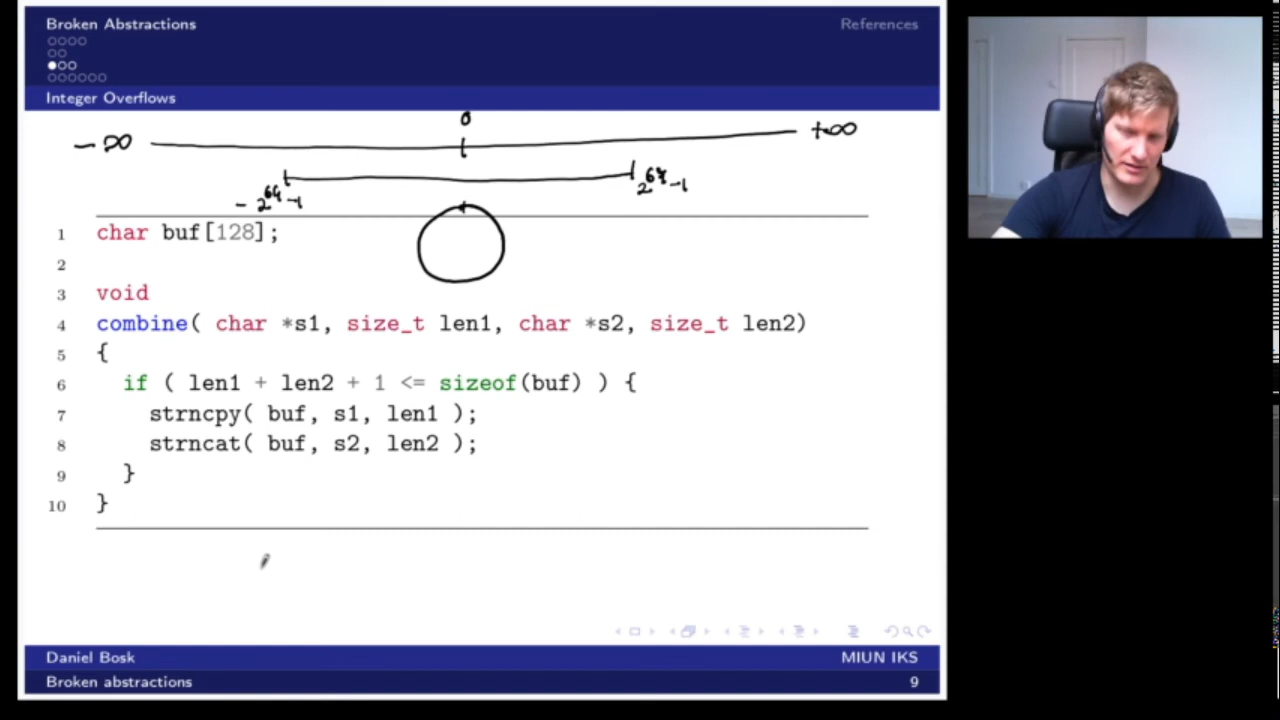 Broken Abstractions References
Integer Overflows
0
-∞ +∞
-2^64-1 2^64-1
1 char buf[128];
2
3 void
4 combine( char *s1, size_t len1, char *s2, size_t len2)
5 {
6 if ( len1 + len2 + 1 <= sizeof(buf) ) {
7 strncpy( buf, s1, len1 );
8 strncat( buf, s2, len2 );
9 }
10 }
Daniel Bosk MIUN IKS
Broken abstractions 9